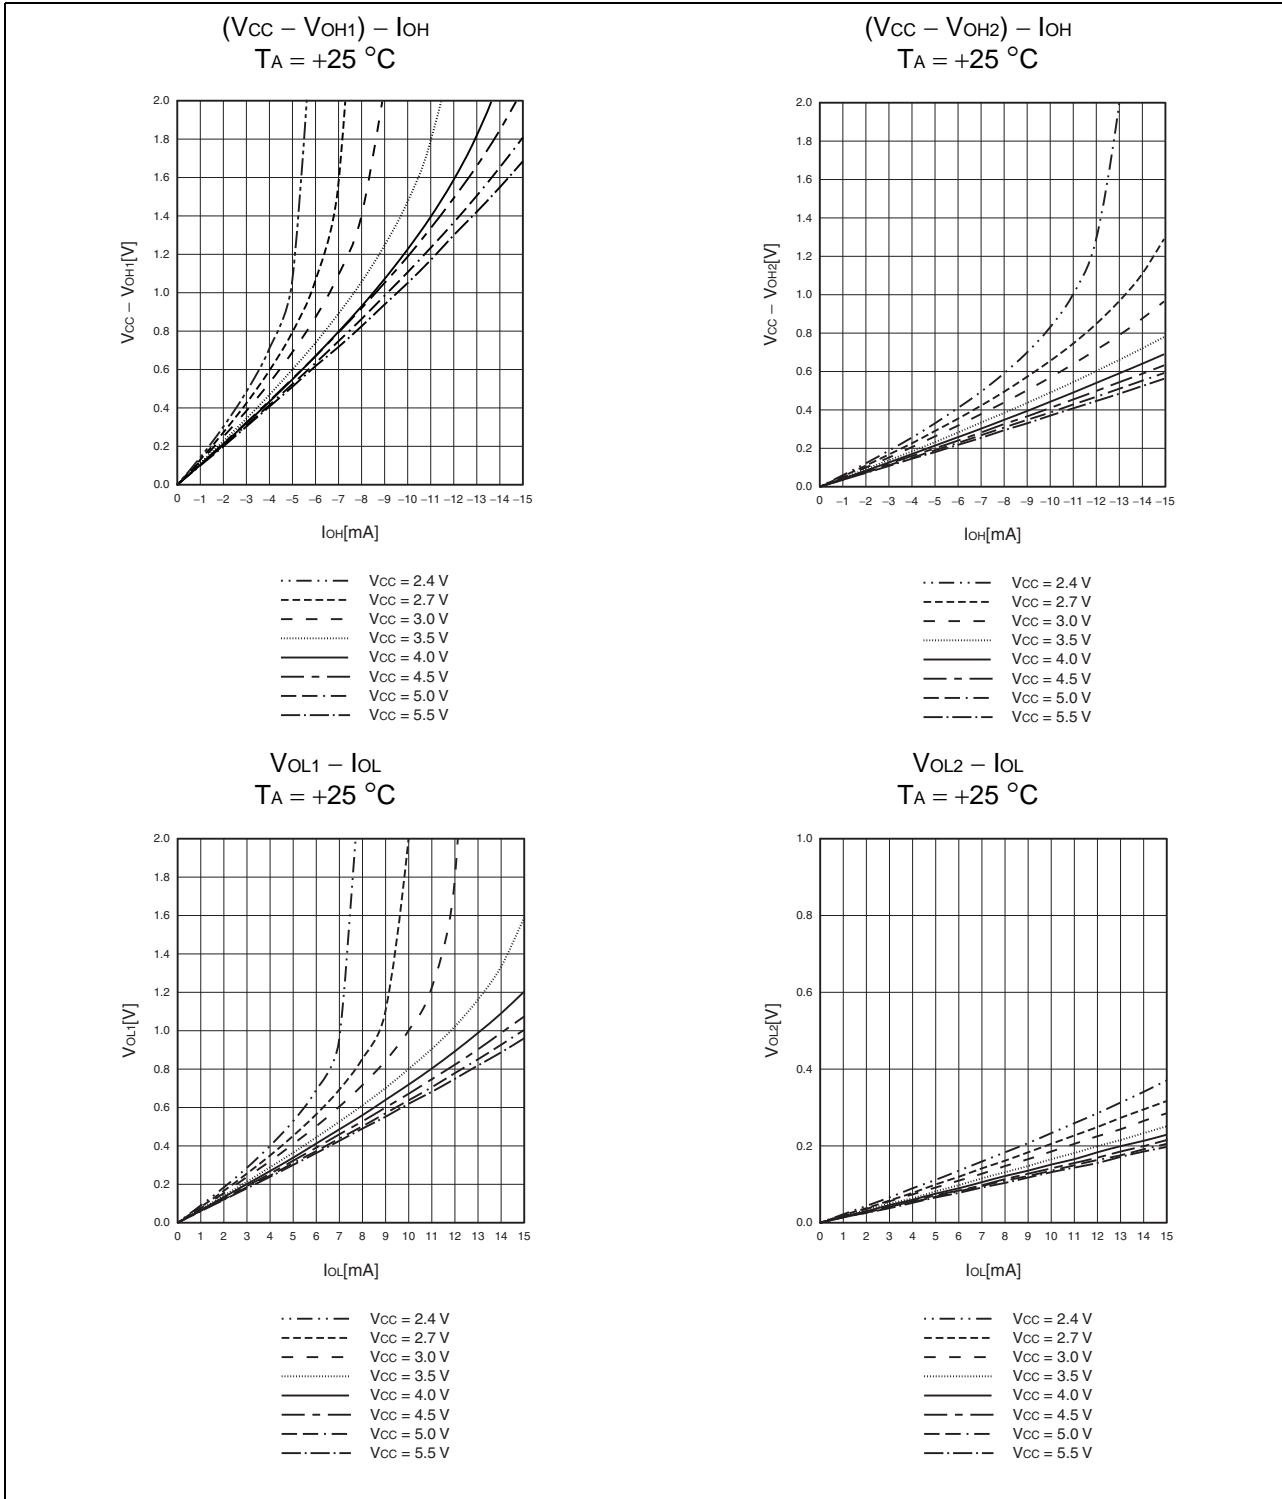 (VCC – VOH1) – IOH
TA = +25 °C
2.0
1.8
1.6
1.4
1.2
1.0
0.8
0.6
0.4
0.2
0.0
VCC – VOH1[V]
0 –1 –2 –3 –4 –5 –6 –7 –8 –9 –10 –11 –12 –13 –14 –15
IOH[mA]
VCC = 2.4 V
VCC = 2.7 V
VCC = 3.0 V
VCC = 3.5 V
VCC = 4.0 V
VCC = 4.5 V
VCC = 5.0 V
VCC = 5.5 V
(VCC – VOH2) – IOH
TA = +25 °C
2.0
1.8
1.6
1.4
1.2
1.0
0.8
0.6
0.4
0.2
0.0
VCC – VOH2[V]
0 –1 –2 –3 –4 –5 –6 –7 –8 –9 –10 –11 –12 –13 –14 –15
IOH[mA]
VCC = 2.4 V
VCC = 2.7 V
VCC = 3.0 V
VCC = 3.5 V
VCC = 4.0 V
VCC = 4.5 V
VCC = 5.0 V
VCC = 5.5 V
VOL1 – IOL
TA = +25 °C
2.0
1.8
1.6
1.4
1.2
1.0
0.8
0.6
0.4
0.2
0.0
VOL1[V]
0 1 2 3 4 5 6 7 8 9 10 11 12 13 14 15
IOL[mA]
VCC = 2.4 V
VCC = 2.7 V
VCC = 3.0 V
VCC = 3.5 V
VCC = 4.0 V
VCC = 4.5 V
VCC = 5.0 V
VCC = 5.5 V
VOL2 – IOL
TA = +25 °C
1.0
0.8
0.6
0.4
0.2
0.0
VOL2[V]
0 1 2 3 4 5 6 7 8 9 10 11 12 13 14 15
IOL[mA]
VCC = 2.4 V
VCC = 2.7 V
VCC = 3.0 V
VCC = 3.5 V
VCC = 4.0 V
VCC = 4.5 V
VCC = 5.0 V
VCC = 5.5 V